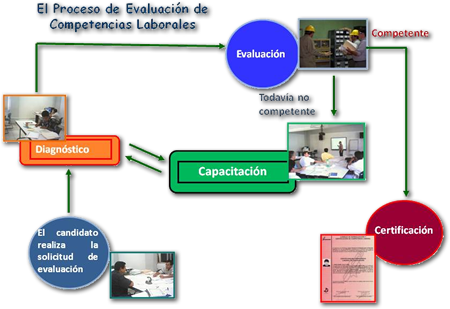 El Proceso de Evaluación de
Competencias Laborales
Evaluación
Competente
Todavía no
competente
Diagnóstico
Capacitación
El candidato
realiza la
solicitud de
evaluación
Certificación